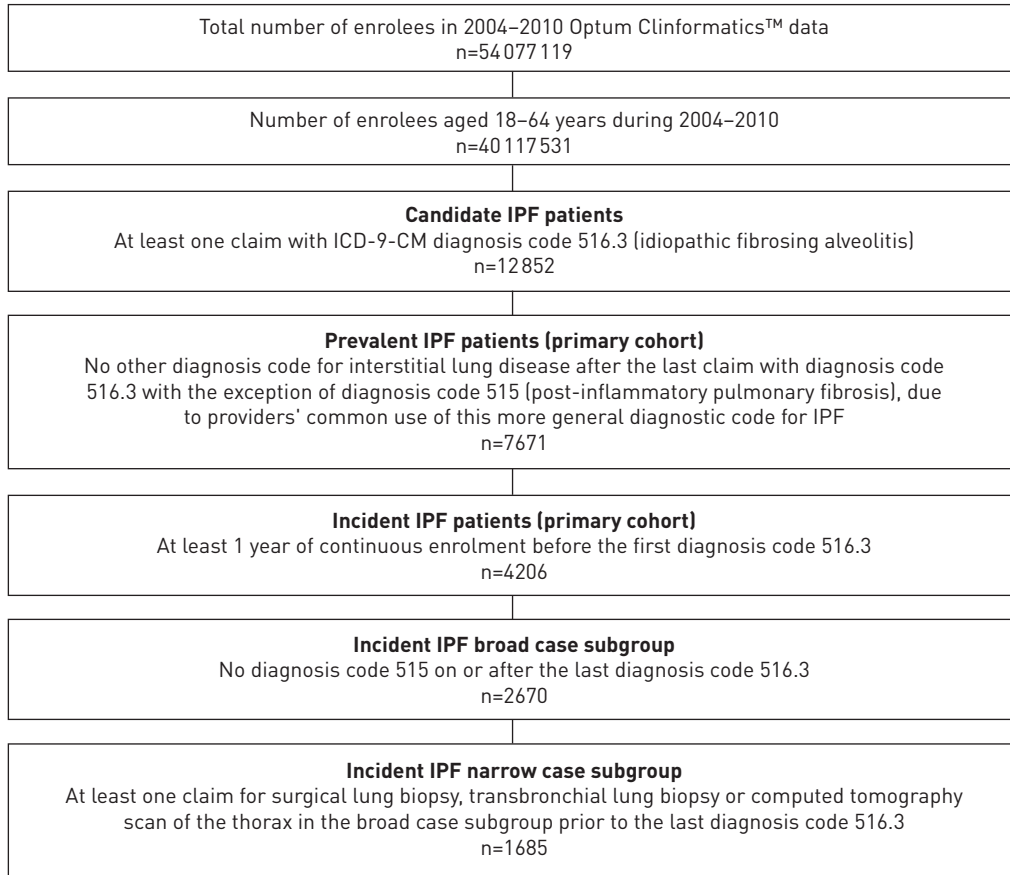 Total number of enrolees in 2004–2010 Optum Clinformatics™ data
n=54 077 119
Number of enrolees aged 18–64 years during 2004–2010
n=40 117 531
Candidate IPF patients
At least one claim with ICD-9-CM diagnosis code 516.3 (idiopathic fibrosing alveolitis)
n=12 852
Prevalent IPF patients (primary cohort)
No other diagnosis code for interstitial lung disease after the last claim with diagnosis code
516.3 with the exception of diagnosis code 515 (post-inflammatory pulmonary fibrosis), due
to providers' common use of this more general diagnostic code for IPF
n=7671
Incident IPF patients (primary cohort)
At least 1 year of continuous enrolment before the first diagnosis code 516.3
n=4206
Incident IPF broad case subgroup
No diagnosis code 515 on or after the last diagnosis code 516.3
n=2670
Incident IPF narrow case subgroup
At least one claim for surgical lung biopsy, transbronchial lung biopsy or computed tomography
scan of the thorax in the broad case subgroup prior to the last diagnosis code 516.3
n=1685